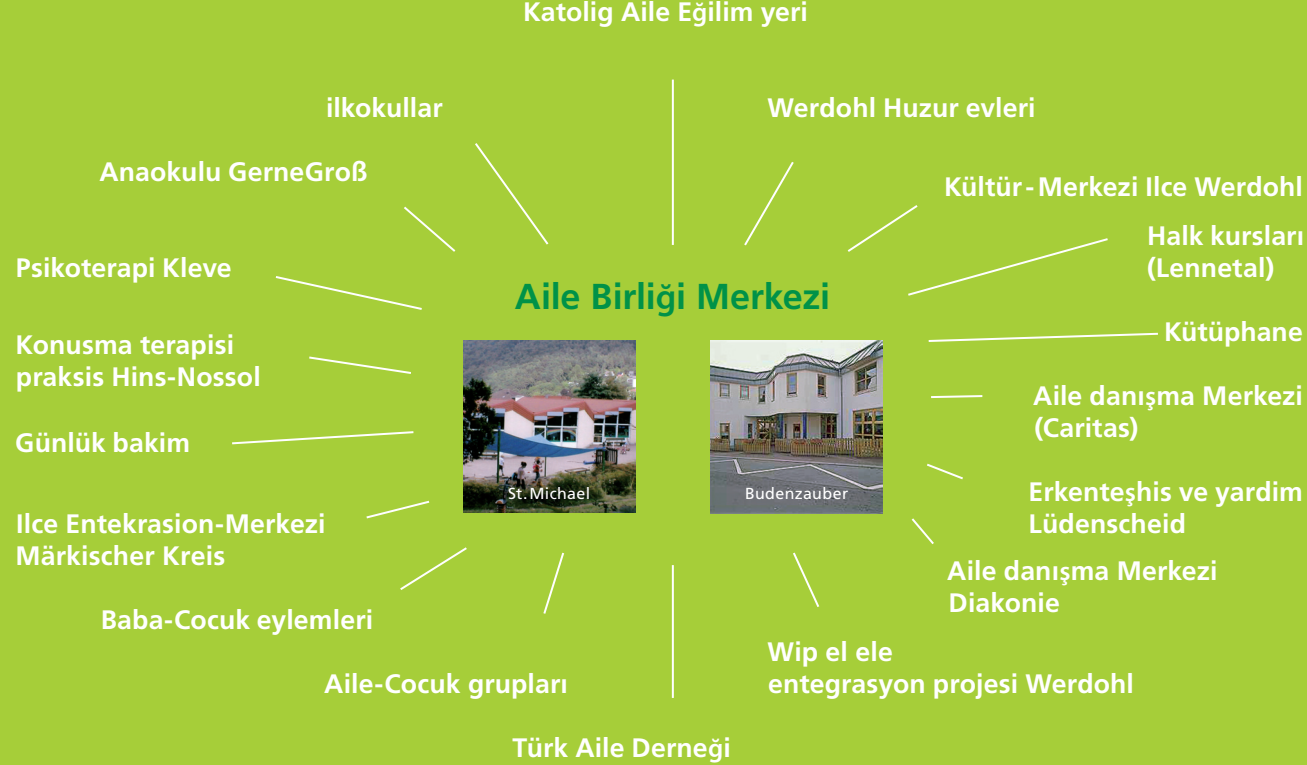 Katolig Aile Eğilim yeri
ilkokullar
Werdohl Huzur evleri
Anaokulu GerneGroß
Kültür-Merkezi Ilce Werdohl
Halk kursları
(Lennetal)
Psikoterapi Kleve
Aile Birliği Merkezi
Kütüphane
Konusma terapisi
praksis Hins-Nossol
Aile danışma Merkezi
(Caritas)
Günlük bakim
St. Michael
Budenzauber
Erkenteşhis ve yardim
Lüdenscheid
Ilce Entekrasion-Merkezi
Märkischer Kreis
Aile danışma Merkezi
Diakonie
Baba-Cocuk eylemleri
Wip el ele
entegrasyon projesi Werdohl
Aile-Cocuk grupları
Türk Aile Derneği